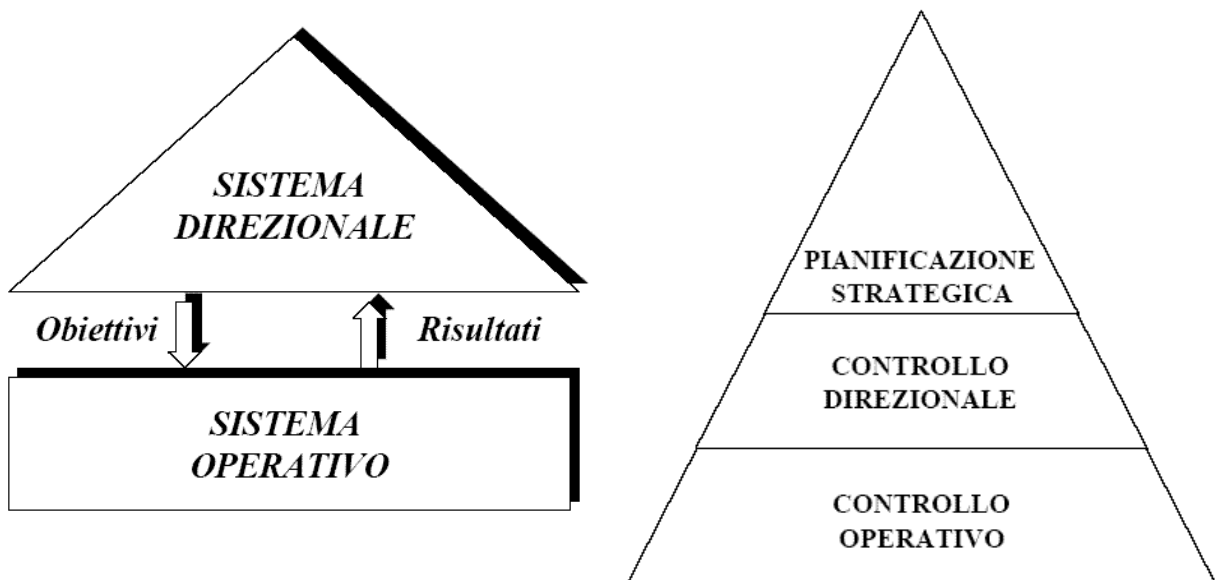 SISTEMA
DIREZIONALE
Obiettivi
Risultati
SISTEMA
OPERATIVO
PIANIFICAZIONE
STRATEGICA
CONTROLLO
DIREZIONALE
CONTROLLO
OPERATIVO